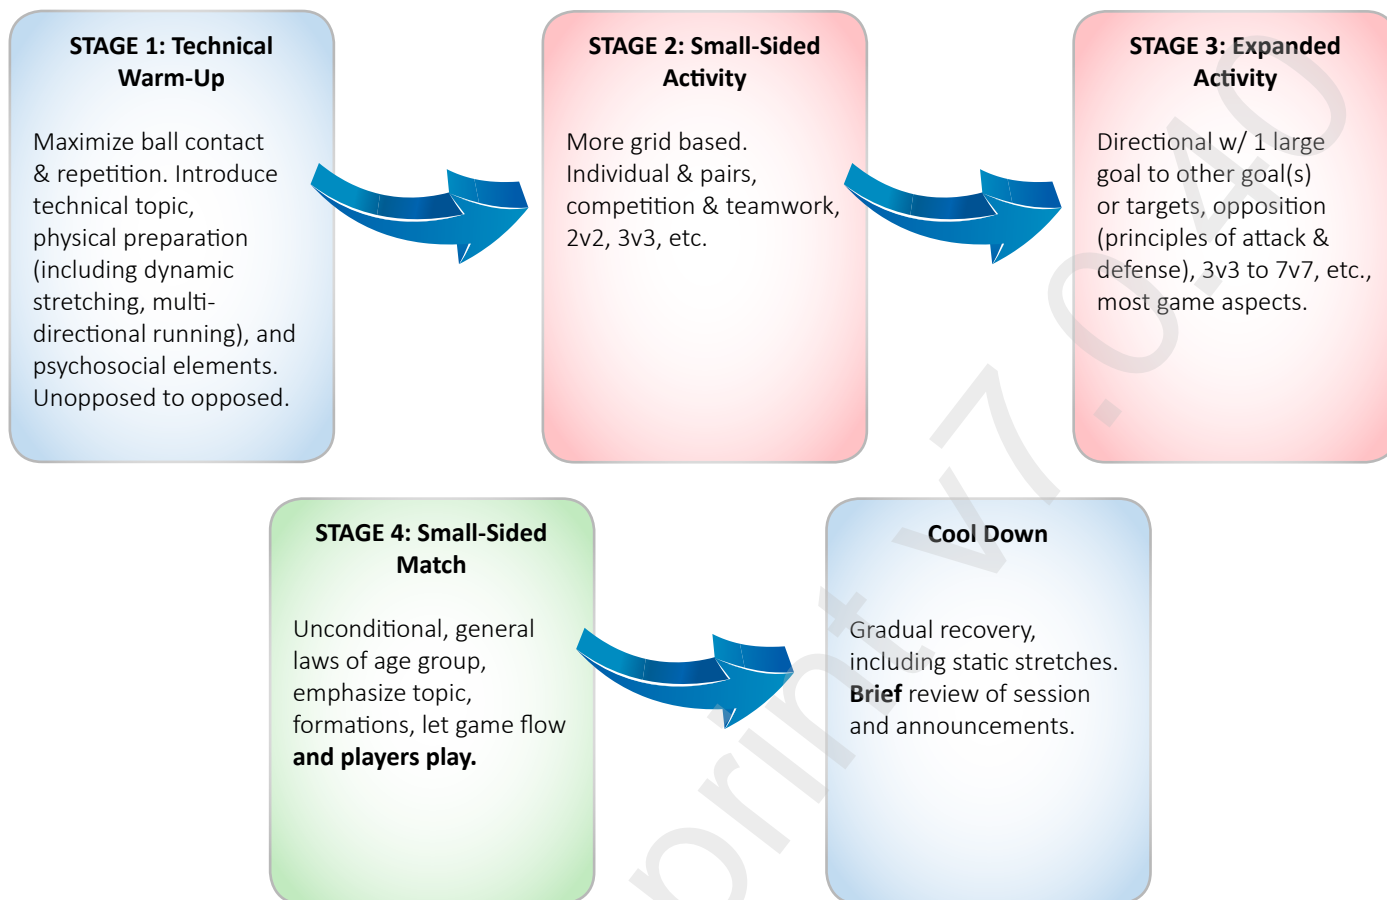 STAGE 1: Technical
Warm-Up
Maximize ball contact
& repetition. Introduce
technical topic,
physical preparation
(including dynamic
stretching, multi-
directional running), and
psychosocial elements.
Unopposed to opposed.
STAGE 2: Small-Sided
Activity
More grid based.
Individual & pairs,
competition & teamwork,
2v2, 3v3, etc.
STAGE 3: Expanded
Activity
Directional w/ 1 large
goal to other goal(s)
or targets, opposition
(principles of attack &
defense), 3v3 to 7v7, etc.,
most game aspects.
STAGE 4: Small-Sided
Match
Unconditional, general
laws of age group,
emphasize topic,
formations, let game flow
and players play.
Cool Down
Gradual recovery,
including static stretches.
Brief review of session
and announcements.
print v7.0.40